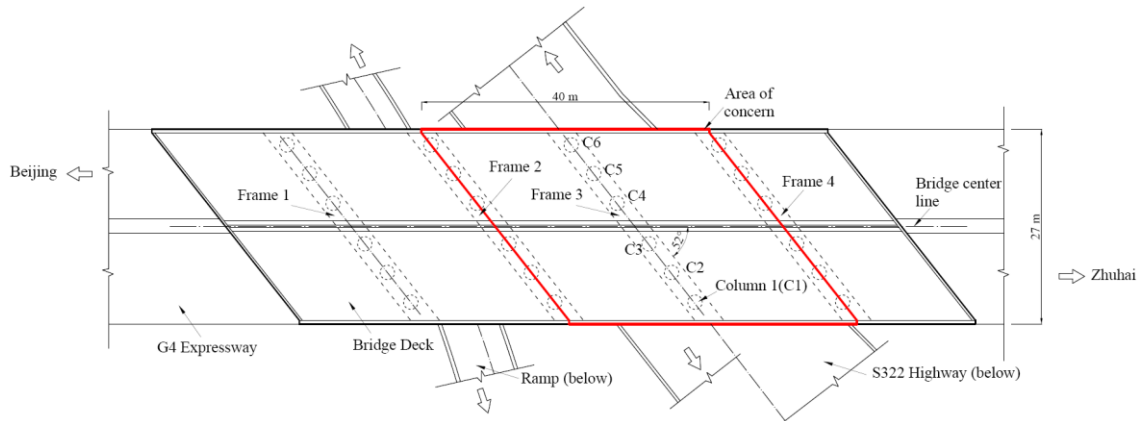 40 m
Area of
concern
C6
Beijing
C5
Frame 2
Frame 1
Frame 3
C4
Frame 4
Bridge center
line
27 m
C3
52°
C2
Zhuhai
Column 1(C1)
G4 Expressway
Bridge Deck
Ramp (below)
S322 Highway (below)